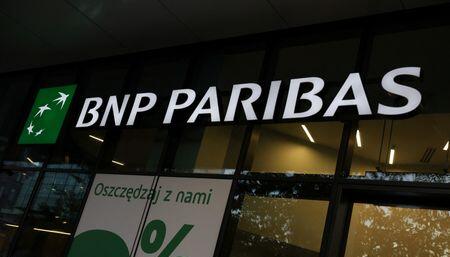 BNP PARIBAS
Oszczędzaj z nami
%